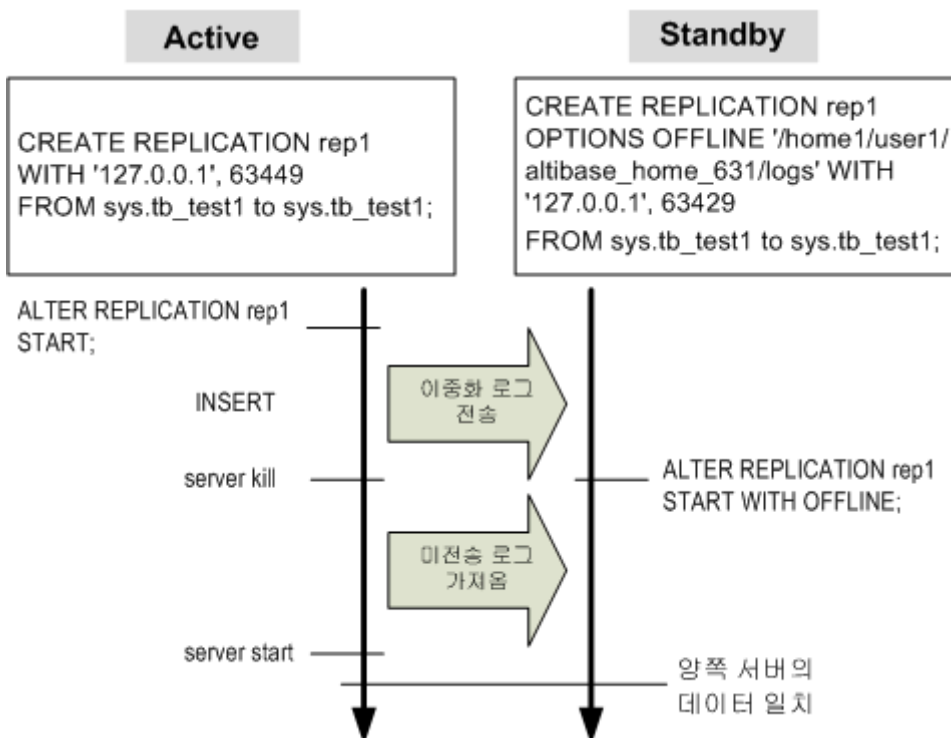 Active
Standby
CREATE REPLICATION rep1
WITH '127.0.0.1', 63449
FROM sys.tb_test1 to sys.tb_test1;
CREATE REPLICATION rep1
OPTIONS OFFLINE '/home1/user1/
altibase_home_631/logs' WITH
'127.0.0.1', 63429
FROM sys.tb_test1 to sys.tb_test1;
ALTER REPLICATION rep1
START;
이중화 로그
전송
INSERT
server kill
ALTER REPLICATION rep1
START WITH OFFLINE;
미전송 로그
가져옴
server start
양쪽 서버의
데이터 일치